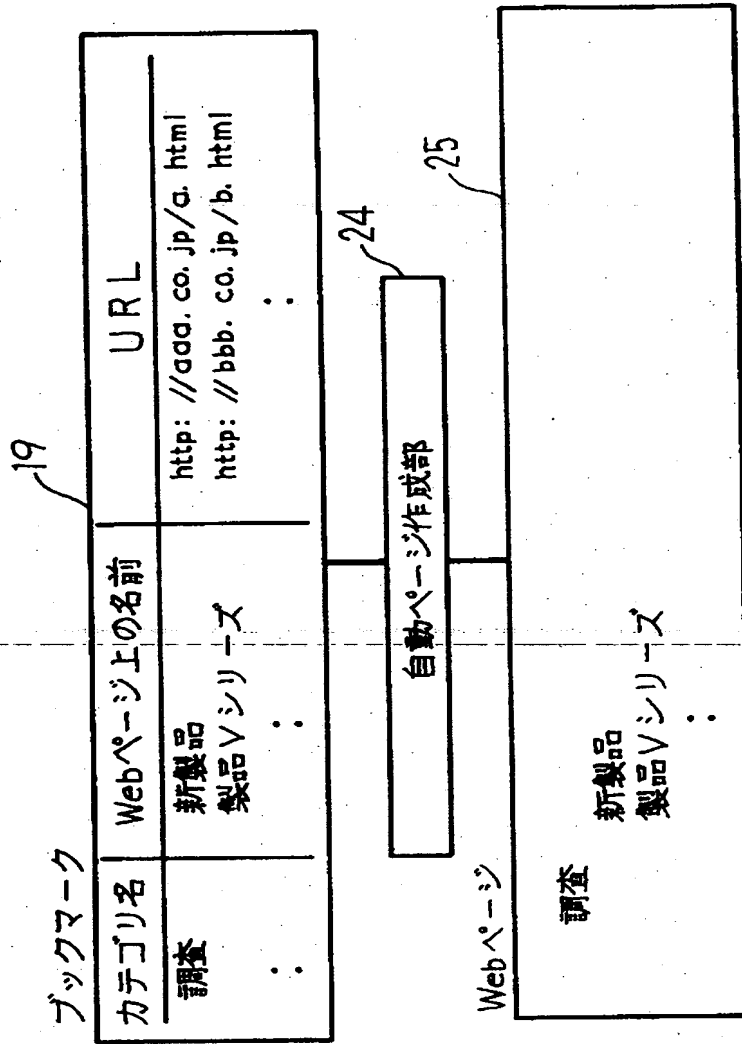 ブックマーク
19
カテゴリ名 Webページ上の名前 URL
調査 新製品 http: //aaa. co. jp/a. html
製品Vシリーズ http: //bbb. co. jp/b. html
: : :
24
自動ページ作成部
25
Webページ
調査
新製品
製品Vシリーズ
: